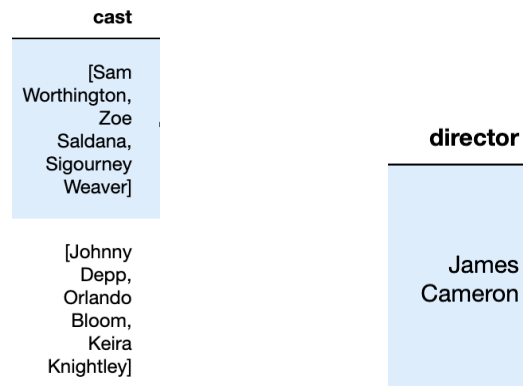 cast
[Sam
Worthington,
Zoe
Saldana,
Sigourney
Weaver]
[Johnny
Depp,
Orlando
Bloom,
Keira
Knightley]
director
James
Cameron